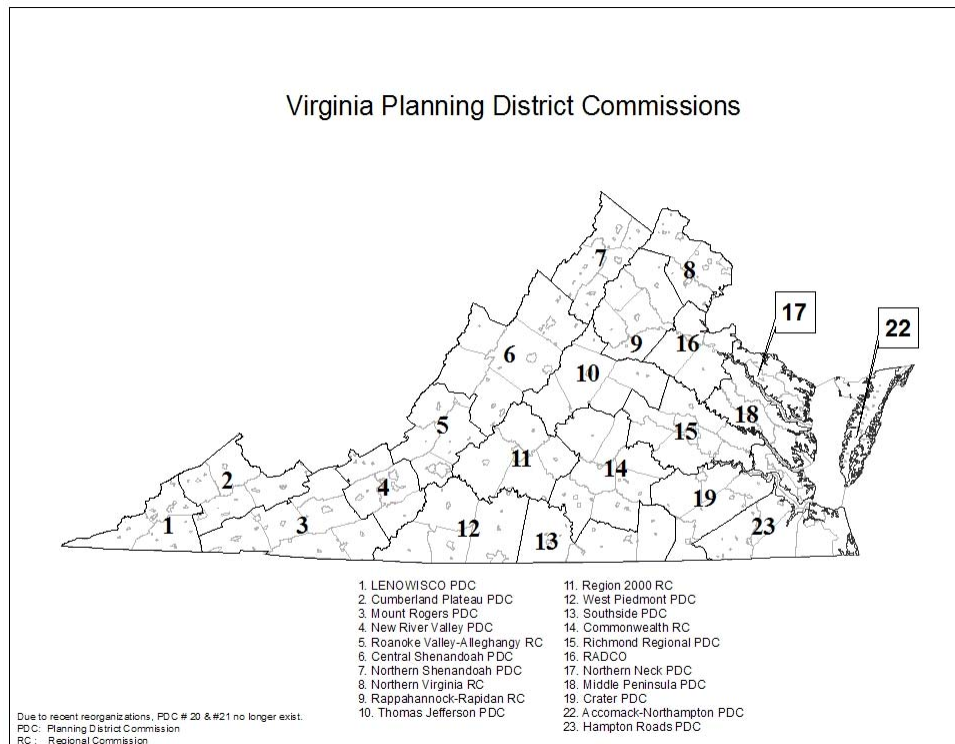 Virginia Planning District Commissions
7
8
17
22
6
9
16
10
18
5
15
11
14
2
4
19
1
3
12
13
23
1. LENOWISCO PDC
2. Cumberland Plateau PDC
3. Mount Rogers PDC
4. New River Valley PDC
5. Roanoke Valley-Alleghangy RC
6. Central Shenandoah PDC
7. Northern Shenandoah PDC
8. Northern Virginia RC
9. Rappahannock-Rapidan RC
10. Thomas Jefferson PDC
11. Region 2000 RC
12. West Piedmont PDC
13. Southside PDC
14. Commonwealth RC
15. Richmond Regional PDC
16. RADCO
17. Northern Neck PDC
18. Middle Peninsula PDC
19. Crater PDC
22. Accomack-Northampton PDC
23. Hampton Roads PDC
Due to recent reorganizations, PDC # 20 & #21 no longer exist.
PDC: Planning District Commission
RC : Regional Commission